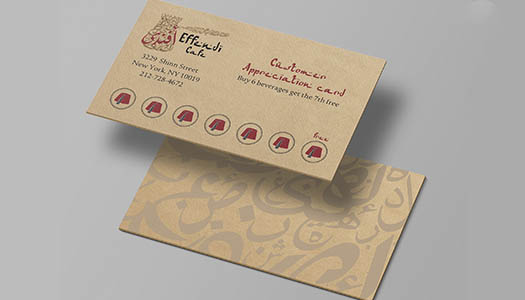 أفندي
Effendi
Cafe
3229 Shinn Street
New York, NY 10019
212-728-4672
Customer
Appreciation card
Buy 6 beverages get the 7th free
Free